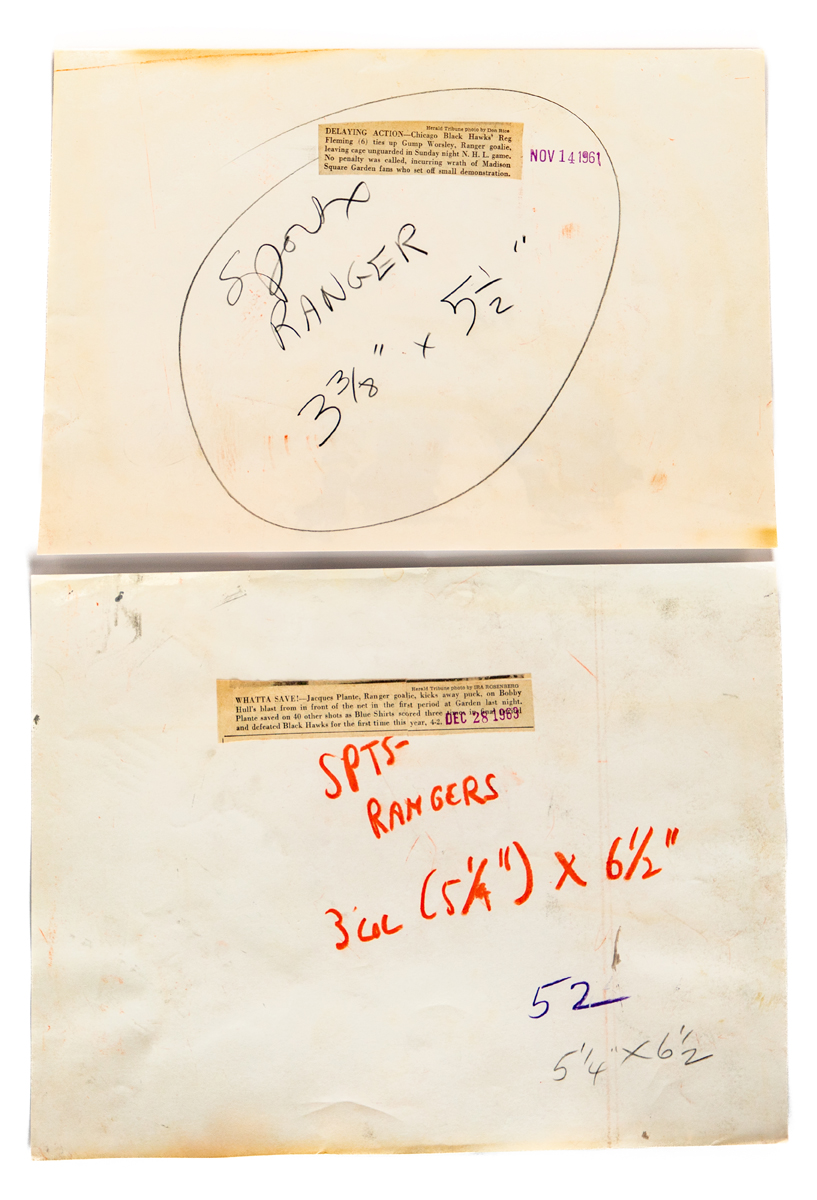 Herald Tribune photo by Don Rice
DELAYING ACTION—Chicago Black Hawks' Reg
Fleming (6) ties up Gump Worsley, Ranger goalie,
leaving cage unguarded in Sunday night N. H. L. game.
No penalty was called, incurring wrath of Madison
Square Garden fans who set off small demonstration.
NOV 14 1961
Sports
RANGER
3 3/8" x 5 1/2"
Herald Tribune photo by IRA ROSENBERG
WHATTA SAVE!—Jacques Plante, Ranger goalie, kicks away puck, on Bobby
Hull's blast from in front of the net in the first period at Garden last night.
Plante saved on 40 other shots as Blue Shirts scored three times in final period
and defeated Black Hawks for the first time this year, 4-2.
DEC 28 1963
SPTS-
RANGERS
3 COL (5 1/4") X 6 1/2"
52
5 1/4" X 6 1/2